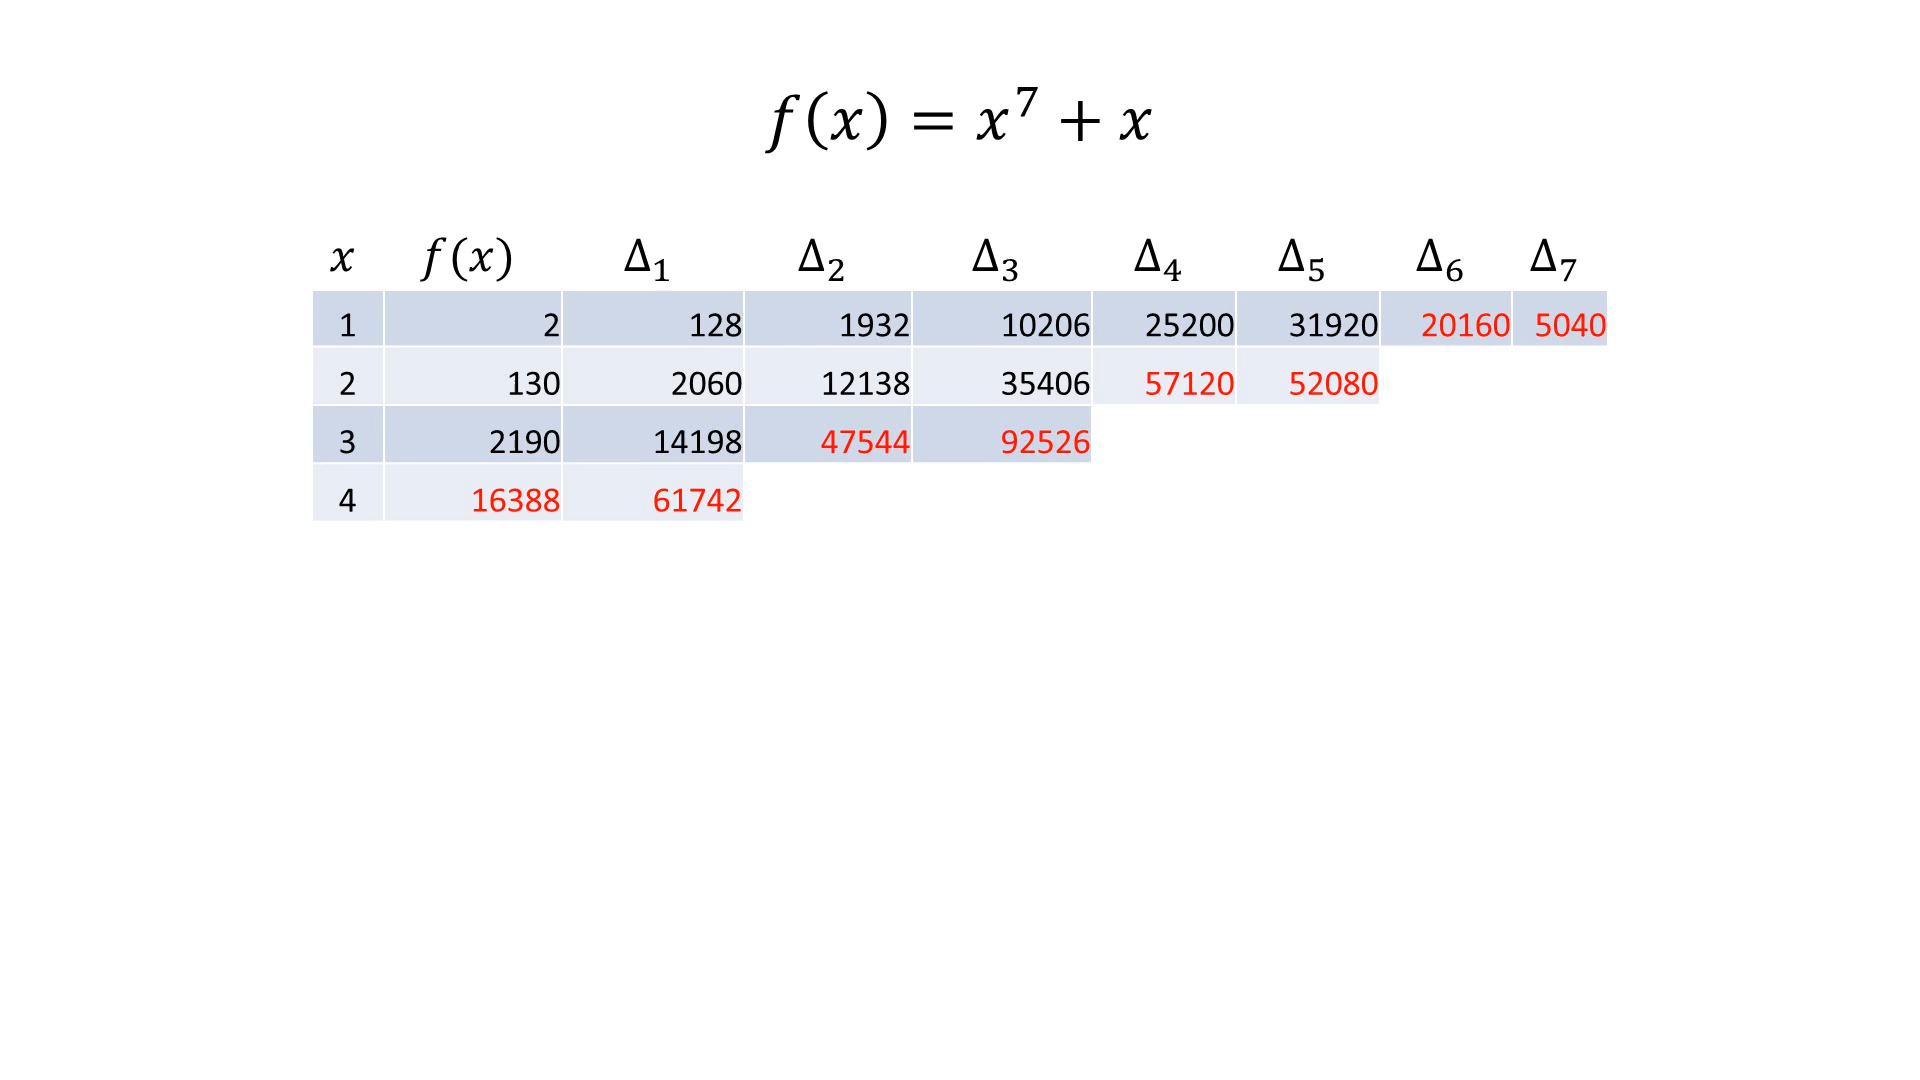 f(x) = x⁷ + x
x f(x) Δ₁ Δ₂ Δ₃ Δ₄ Δ₅ Δ₆ Δ₇
1 2 128 1932 10206 25200 31920 20160 5040
2 130 2060 12138 35406 57120 52080
3 2190 14198 47544 92526
4 16388 61742